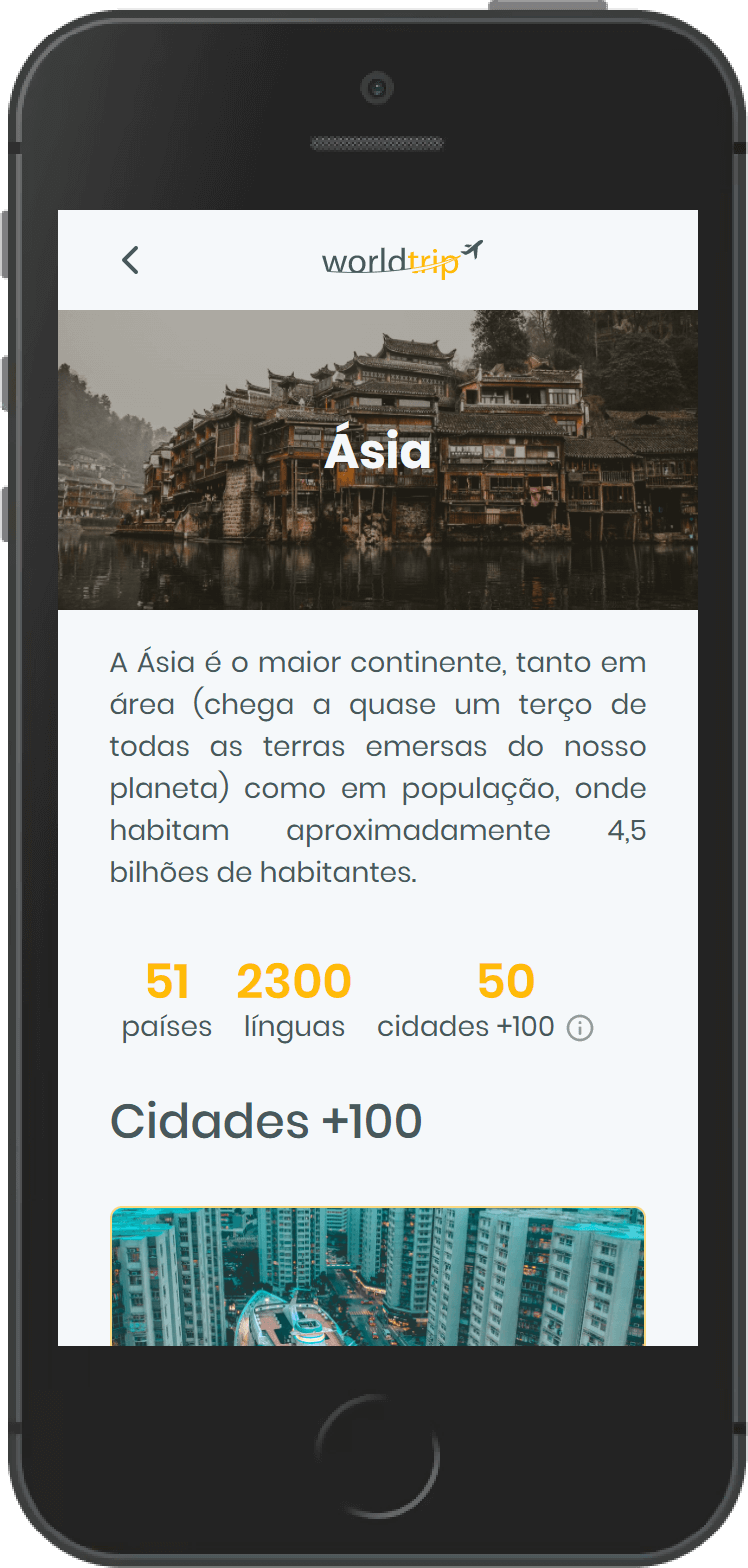 worldtrip
Ásia
A Ásia é o maior continente, tanto em
área (chega a quase um terço de
todas as terras emersas do nosso
planeta) como em população, onde
habitam aproximadamente 4,5
bilhões de habitantes.
51 2300 50
países línguas cidades +100
Cidades +100